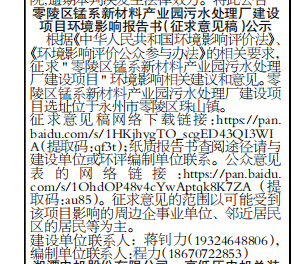 零陵区锰系新材料产业园污水处理厂建设
项目环境影响报告书(征求意见稿)公示
根据《中华人民共和国环境影响评价法》、
《环境影响评价公众参与办法》的相关要求,
征求"零陵区锰系新材料产业园污水处理
厂建设项目"环境影响相关建议和意见。零
陵区锰系新材料产业园污水处理厂建设项
目选址位于永州市零陵区珠山镇。
征求意见稿网络下载链接:https://pan.
baidu.com/s/1HKjhygTO_scgED43QI3WI
A(提取码:qf3t);纸质报告书查阅途径请与
建设单位或环评编制单位联系。公众意见
表的网络链接:https://pan.baidu.
com/s/1OhdOP48v4cYwAptqk8K7ZA(提
取码:au85)。征求意见的范围以可能受到
该项目影响的周边企事业单位、邻近居民
区的居民等为主。
建设单位联系人:蒋钊力(19324648806),
编制单位联系人:程力(18670722853)